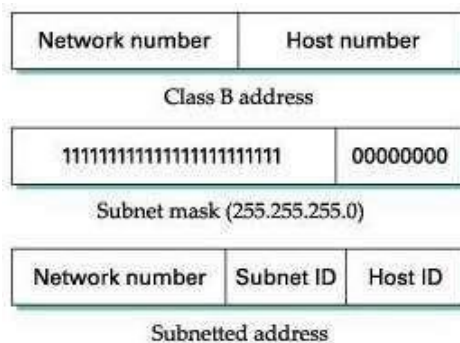 Network number Host number
Class B address
111111111111111111111111 00000000
Subnet mask (255.255.255.0)
Network number Subnet ID Host ID
Subnetted address